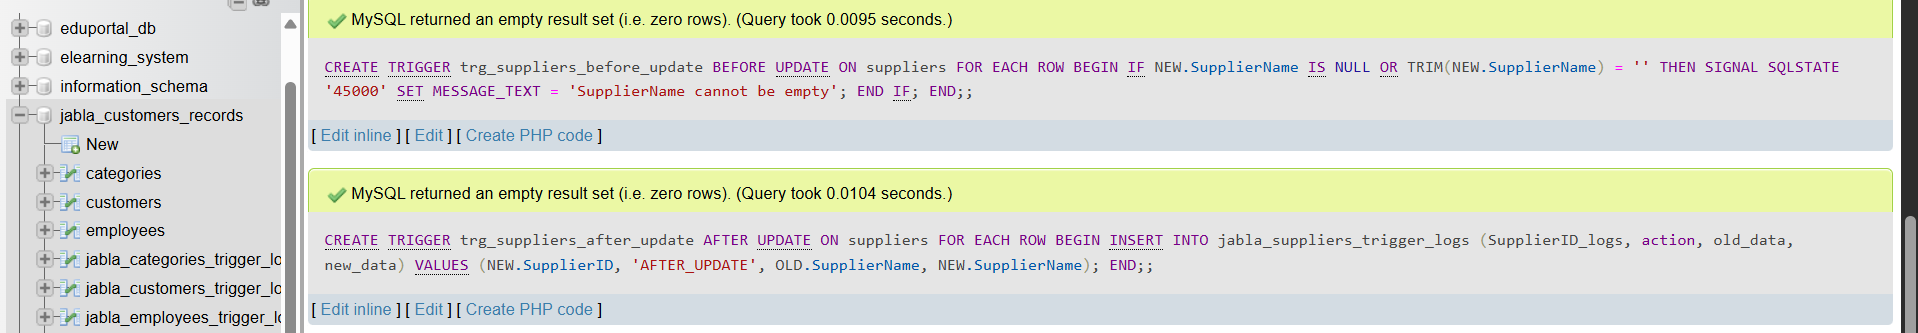 eduportal_db
elearning_system
information_schema
jabla_customers_records
New
categories
customers
employees
jabla_categories_trigger_lo
jabla_customers_trigger_lo
jabla_employees_trigger_l
MySQL returned an empty result set (i.e. zero rows). (Query took 0.0095 seconds.)
CREATE TRIGGER trg_suppliers_before_update BEFORE UPDATE ON suppliers FOR EACH ROW BEGIN IF NEW.SupplierName IS NULL OR TRIM(NEW.SupplierName) = '' THEN SIGNAL SQLSTATE
'45000' SET MESSAGE_TEXT = 'SupplierName cannot be empty'; END IF; END;;
[ Edit inline ] [ Edit ] [ Create PHP code ]
MySQL returned an empty result set (i.e. zero rows). (Query took 0.0104 seconds.)
CREATE TRIGGER trg_suppliers_after_update AFTER UPDATE ON suppliers FOR EACH ROW BEGIN INSERT INTO jabla_suppliers_trigger_logs (SupplierID_logs, action, old_data,
new_data) VALUES (NEW.SupplierID, 'AFTER_UPDATE', OLD.SupplierName, NEW.SupplierName); END;;
[ Edit inline ] [ Edit ] [ Create PHP code ]